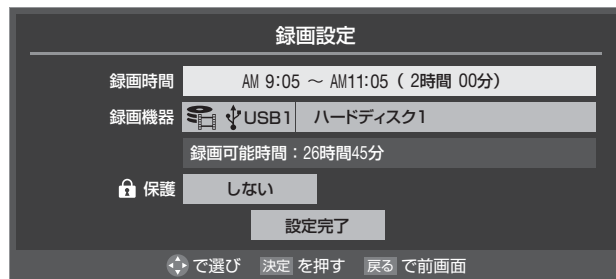 録画設定
録画時間 AM 9:05 ～ AM11:05 ( 2時間 00分)
録画機器 USB1 ハードディスク1
録画可能時間：26時間45分
保護 しない
設定完了
で選び 決定 を押す 戻る で前画面